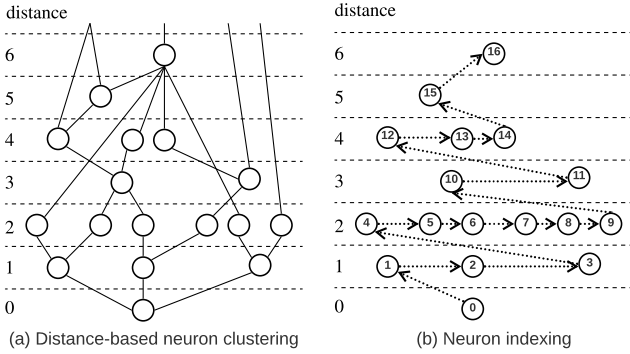 distance
6
5
4
3
2
1
0
(a) Distance-based neuron clustering
distance
6
16
5
15
4
12 13 14
3
10 11
2
4 5 6 7 8 9
1
1 2 3
0
0
(b) Neuron indexing